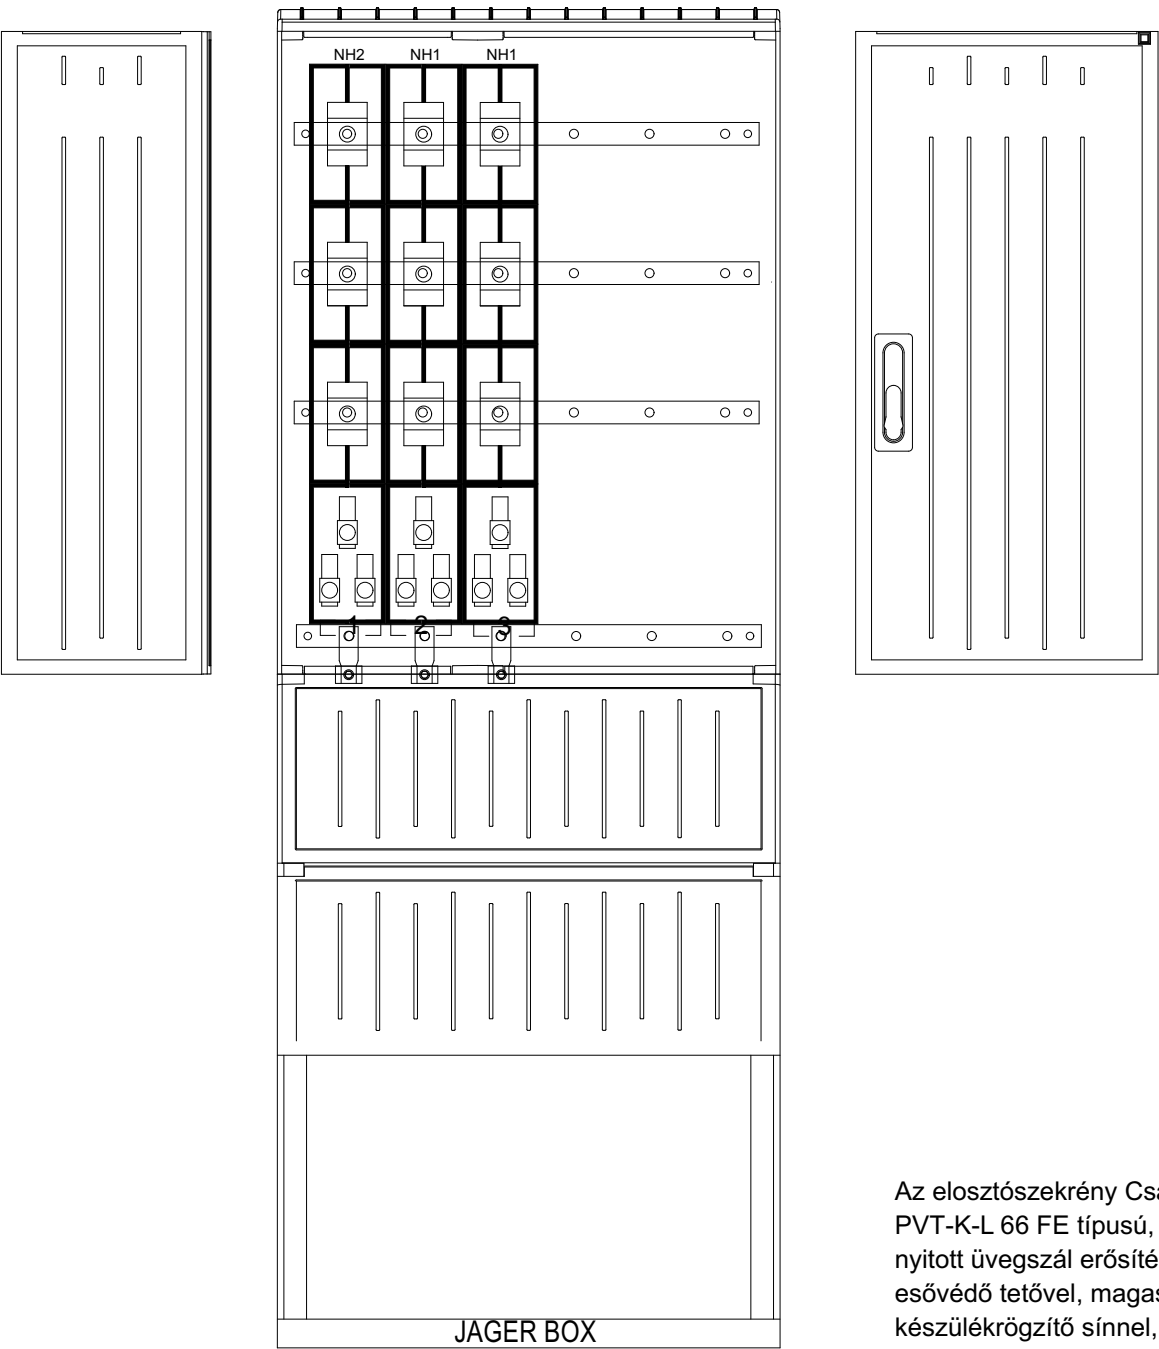 NH2 NH1 NH1
1 2 3
JAGER BOX
Az elosztószekrény Csa
PVT-K-L 66 FE típusú,
nyitott üvegszál erősíté
esővédő tetővel, magas
készülékrögzítő sínnel,